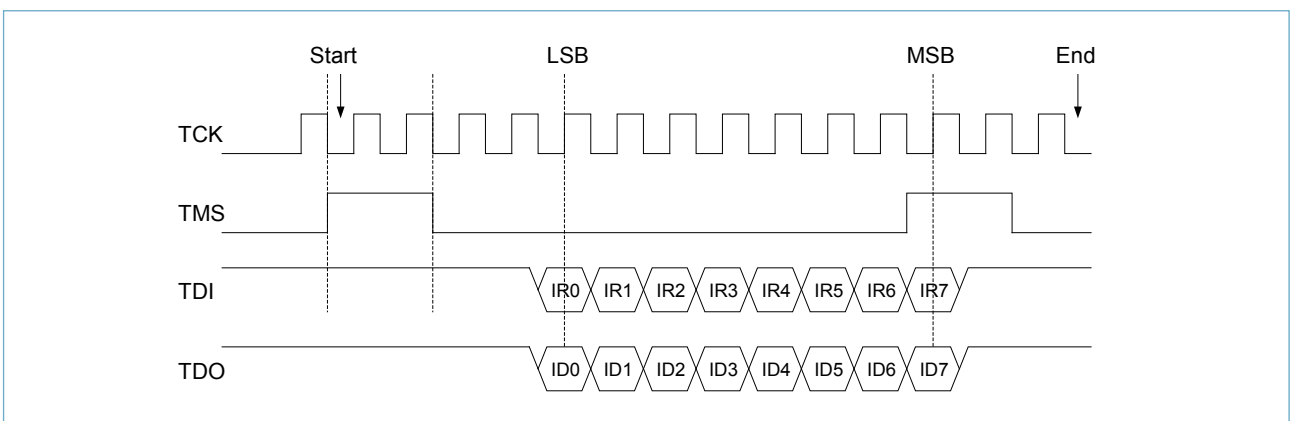 Start LSB MSB End
TCK
TMS
TDI IR0 IR1 IR2 IR3 IR4 IR5 IR6 IR7
TDO ID0 ID1 ID2 ID3 ID4 ID5 ID6 ID7